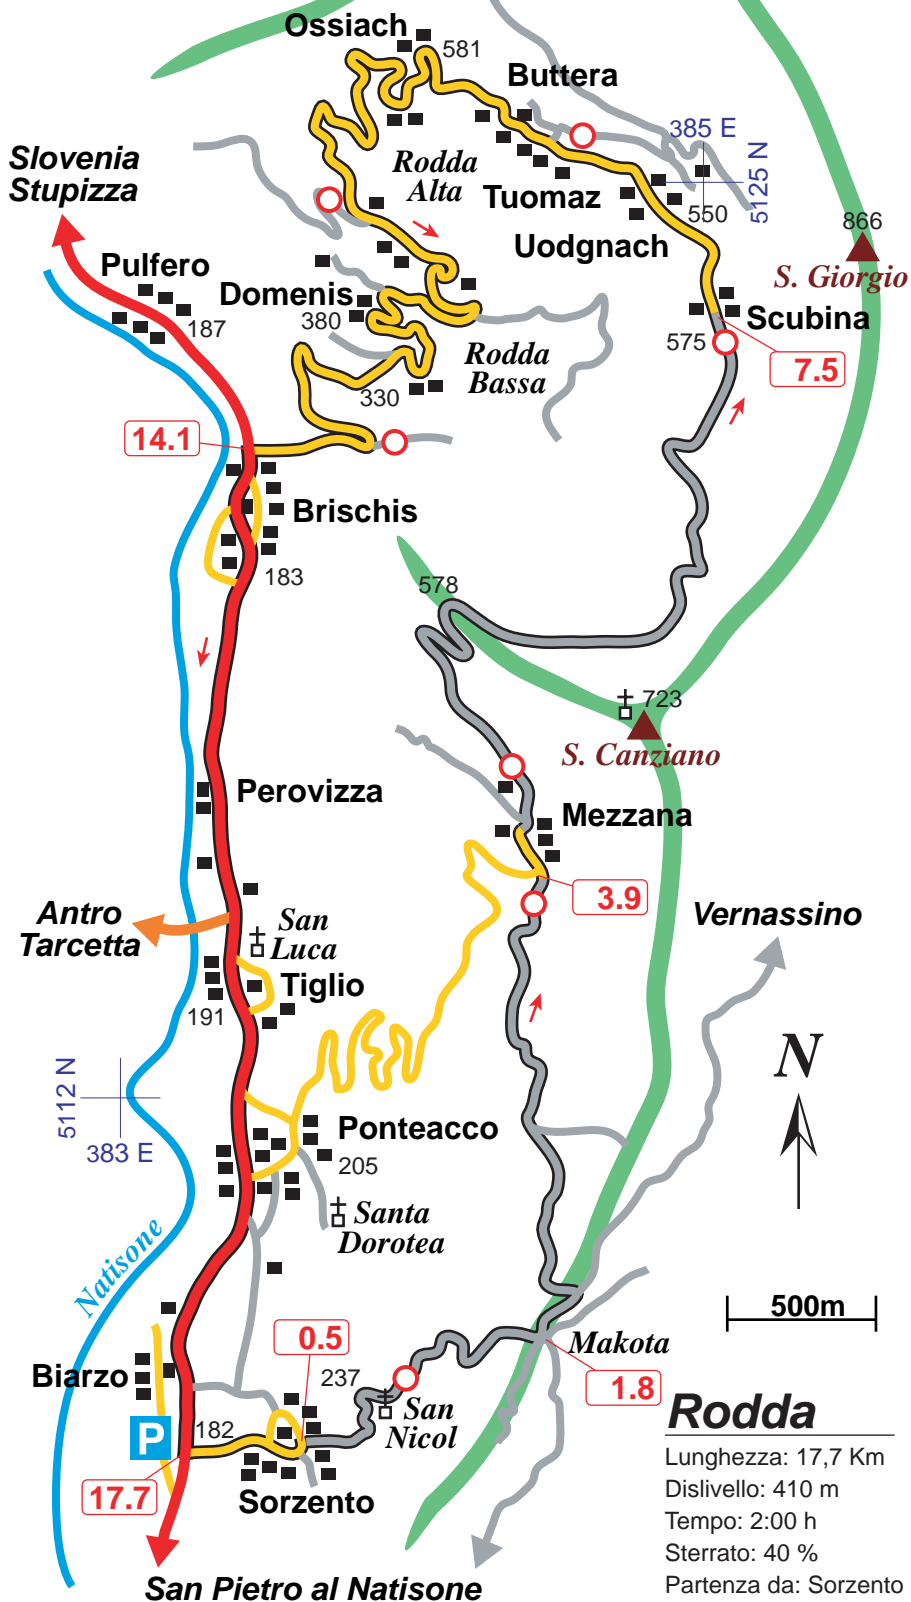 Ossiach
581
Buttera
385 E
5125 N
Slovenia
Stupizza
Rodda
Alta
Tuomaz
550
Uodgnach
866
S. Giorgio
Pulfero
187
Domenis
380
Scubina
575
7.5
Rodda
Bassa
330
14.1
Brischis
183
578
723
S. Canziano
Perovizza
Mezzana
3.9
Antro
Tarcetta
San
Luca
Vernassino
Tiglio
191
N
5112 N
383 E
Ponteacco
205
Santa
Dorotea
Natisone
500m
0.5
Makota
Biarzo
237
1.8
San
Nicol
P
182
17.7
Sorzento
San Pietro al Natisone
Rodda
Lunghezza: 17,7 Km
Dislivello: 410 m
Tempo: 2:00 h
Sterrato: 40 %
Partenza da: Sorzento